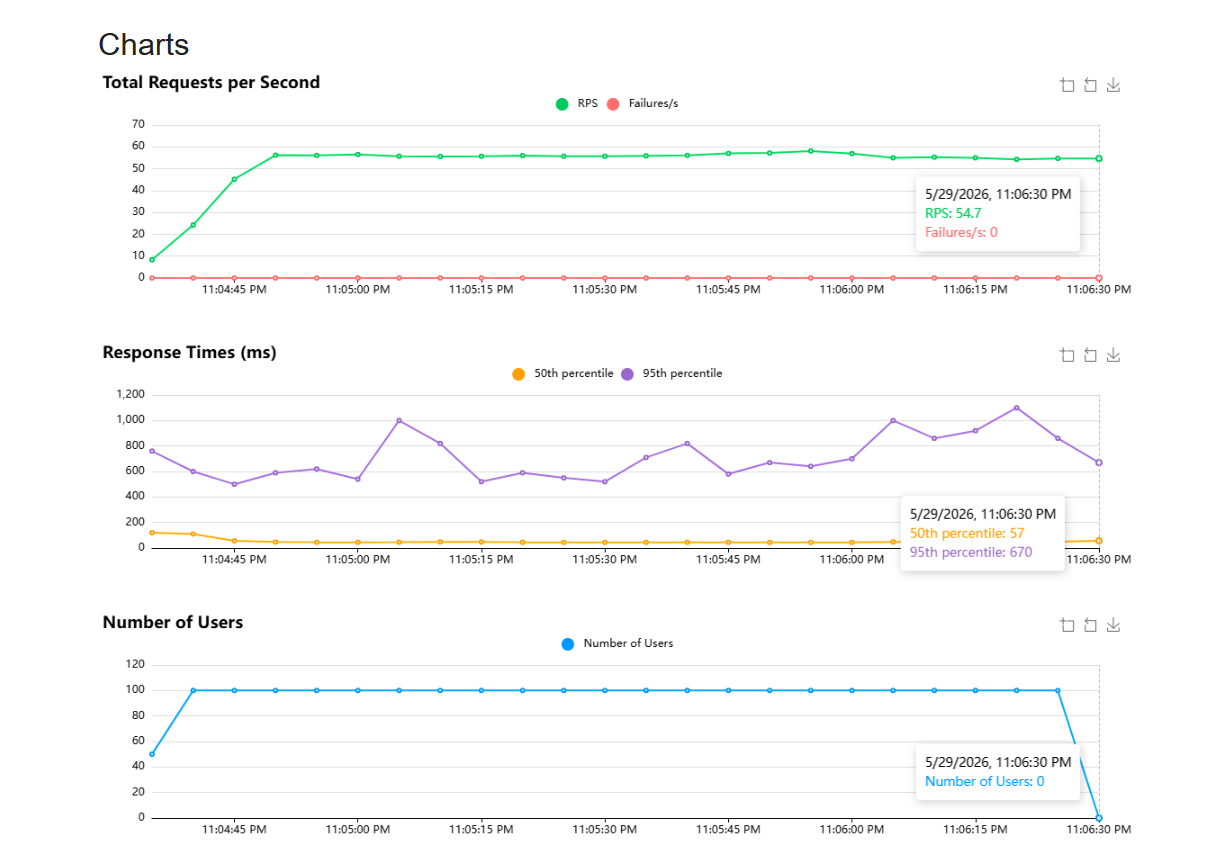 Charts
Total Requests per Second
RPS Failures/s
70
60
50
40
30
20
10
0
5/29/2026, 11:06:30 PM
RPS: 54.7
Failures/s: 0
11:04:45 PM 11:05:00 PM 11:05:15 PM 11:05:30 PM 11:05:45 PM 11:06:00 PM 11:06:15 PM 11:06:30 PM
Response Times (ms)
50th percentile 95th percentile
1,200
1,000
800
600
400
200
0
5/29/2026, 11:06:30 PM
50th percentile: 57
95th percentile: 670
11:04:45 PM 11:05:00 PM 11:05:15 PM 11:05:30 PM 11:05:45 PM 11:06:00 PM 11:06:15 PM 11:06:30 PM
Number of Users
Number of Users
120
100
80
60
40
20
0
5/29/2026, 11:06:30 PM
Number of Users: 0
11:04:45 PM 11:05:00 PM 11:05:15 PM 11:05:30 PM 11:05:45 PM 11:06:00 PM 11:06:15 PM 11:06:30 PM